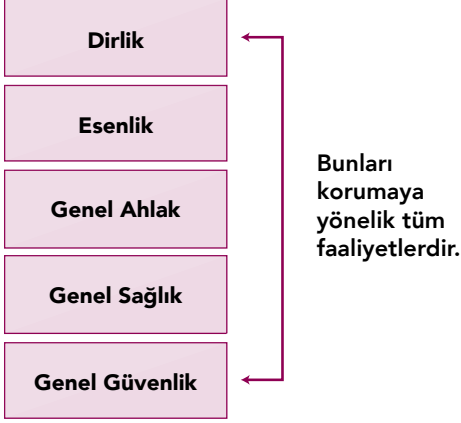 Dirlik
Esenlik
Genel Ahlak
Genel Sağlık
Genel Güvenlik
Bunları
korumaya
yönelik tüm
faaliyetlerdir.